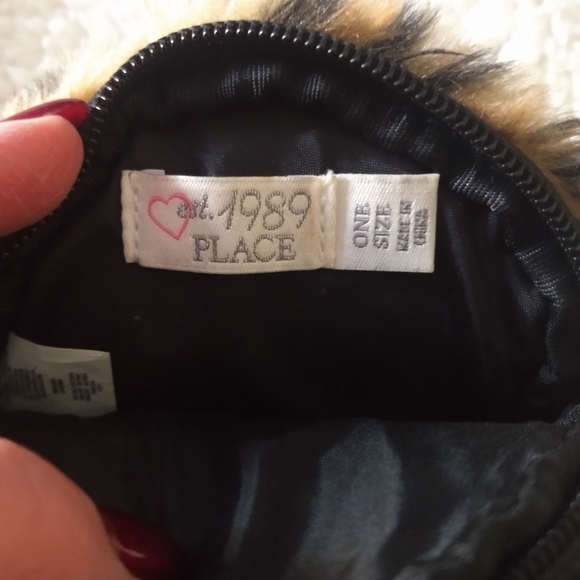 est. 1989
PLACE
ONE
SIZE
MADE IN
CHINA